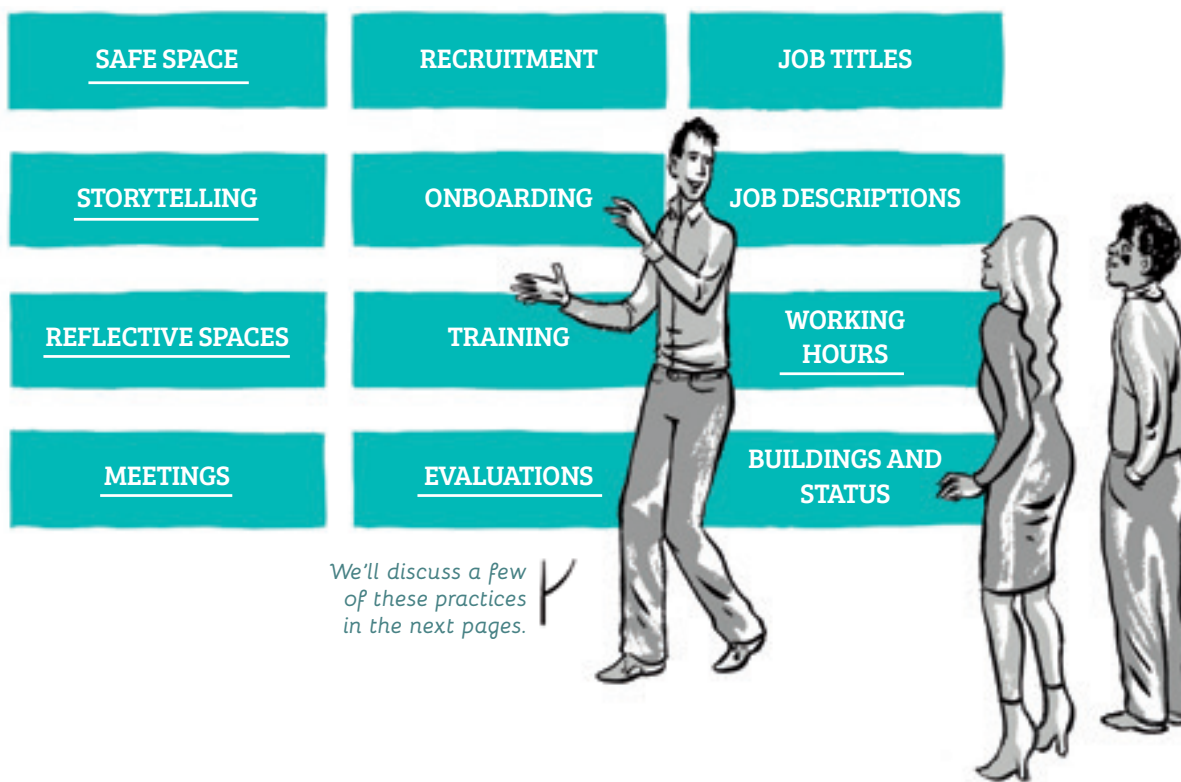 SAFE SPACE
RECRUITMENT
JOB TITLES
STORYTELLING
ONBOARDING
JOB DESCRIPTIONS
REFLECTIVE SPACES
TRAINING
WORKING
HOURS
MEETINGS
EVALUATIONS
BUILDINGS AND
STATUS
We'll discuss a few
of these practices
in the next pages.